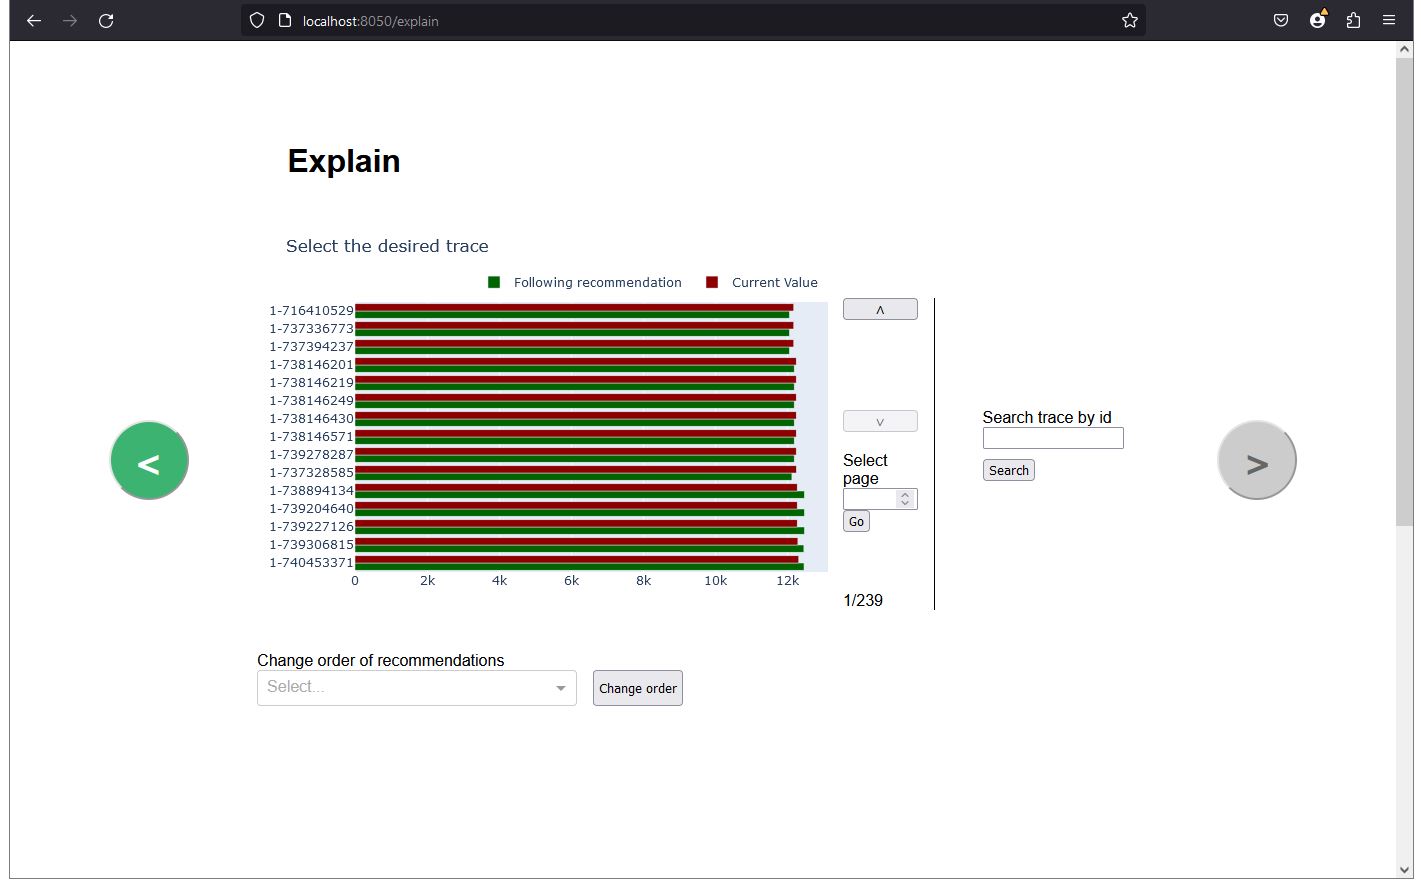 localhost:8050/explain
Explain
Select the desired trace
Following recommendation
Current Value
1-716410529
1-737336773
1-737394237
1-738146201
1-738146219
1-738146249
1-738146430
1-738146571
1-739278287
1-737328585
1-738894134
1-739204640
1-739227126
1-739306815
1-740453371
0 2k 4k 6k 8k 10k 12k
ʌ
v
Select
page
Go
1/239
Search trace by id
Search
<
>
Change order of recommendations
Select...
Change order